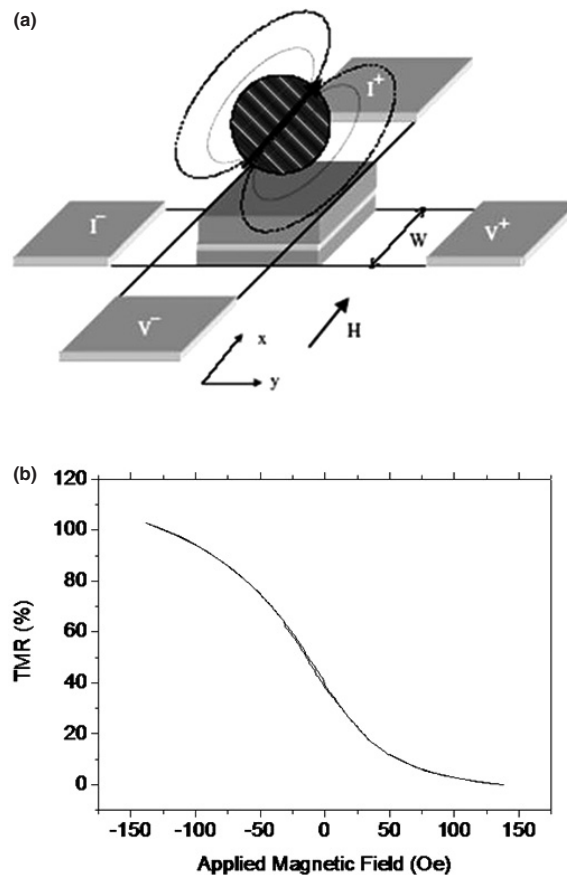 (a)
I⁺
I⁻
V⁺
W
V⁻
H
x
y
(b)
120
100
80
60
40
20
0
TMR (%)
-150 -100 -50 0 50 100 150
Applied Magnetic Field (Oe)